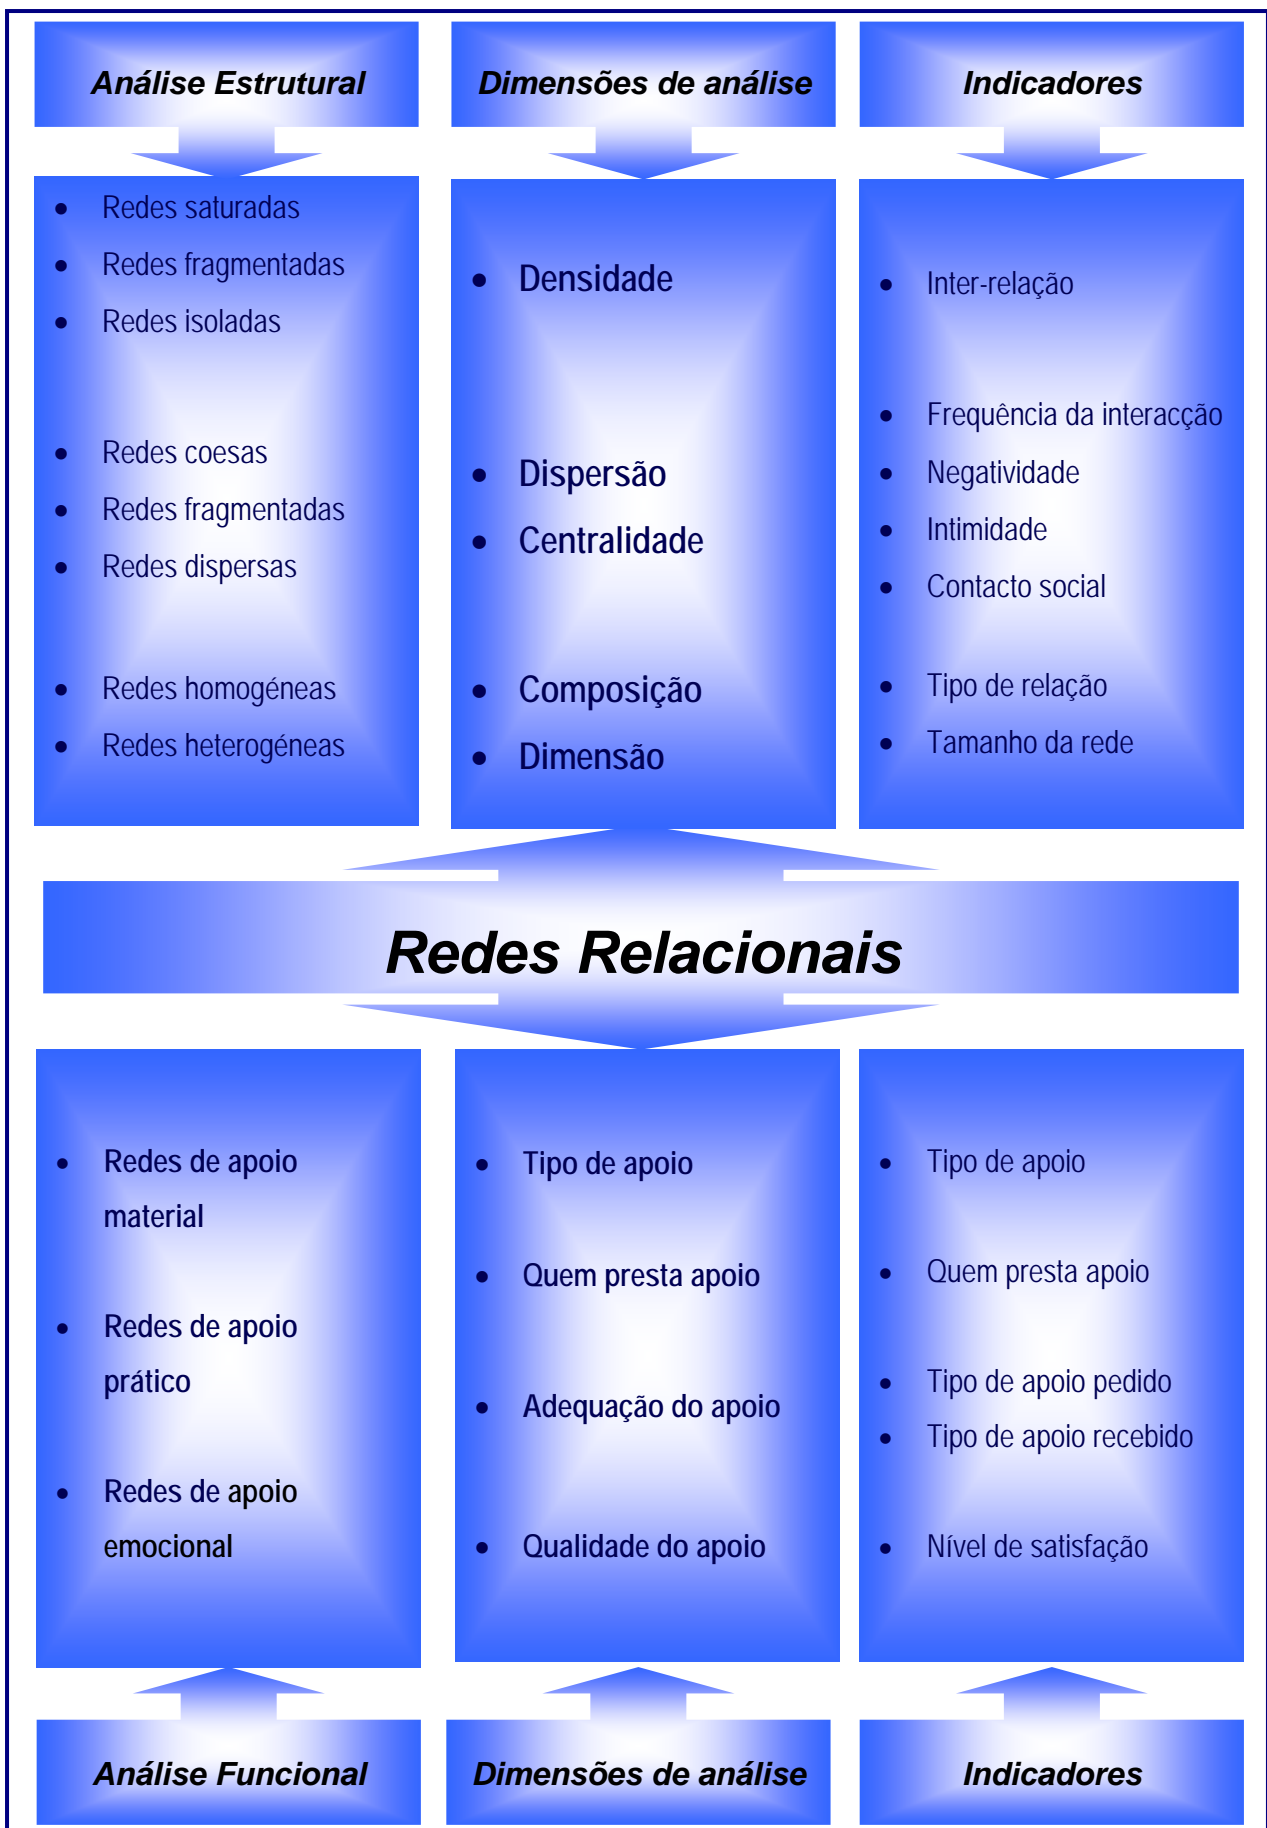 Análise Estrutural
Dimensões de análise
Indicadores
• Redes saturadas
• Redes fragmentadas
• Redes isoladas
• Redes coesas
• Redes fragmentadas
• Redes dispersas
• Redes homogéneas
• Redes heterogéneas
• Densidade
• Dispersão
• Centralidade
• Composição
• Dimensão
• Inter-relação
• Frequência da interacção
• Negatividade
• Intimidade
• Contacto social
• Tipo de relação
• Tamanho da rede
Redes Relacionais
• Redes de apoio
material
• Redes de apoio
prático
• Redes de apoio
emocional
• Tipo de apoio
• Quem presta apoio
• Adequação do apoio
• Qualidade do apoio
• Tipo de apoio
• Quem presta apoio
• Tipo de apoio pedido
• Tipo de apoio recebido
• Nível de satisfação
Análise Funcional
Dimensões de análise
Indicadores